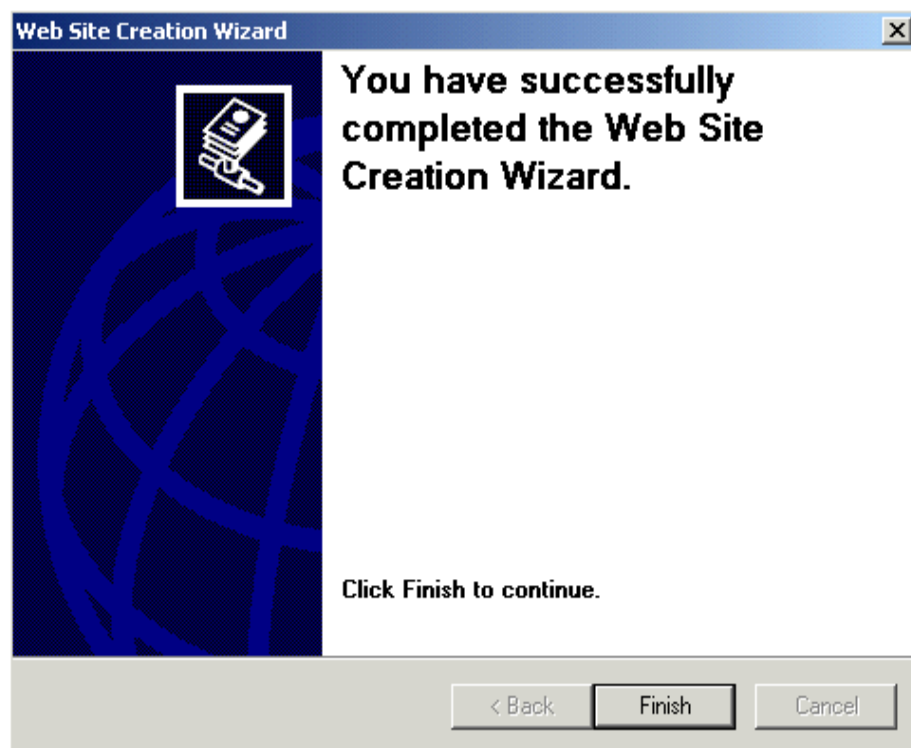 Web Site Creation Wizard
You have successfully
completed the Web Site
Creation Wizard.
Click Finish to continue.
< Back Finish Cancel